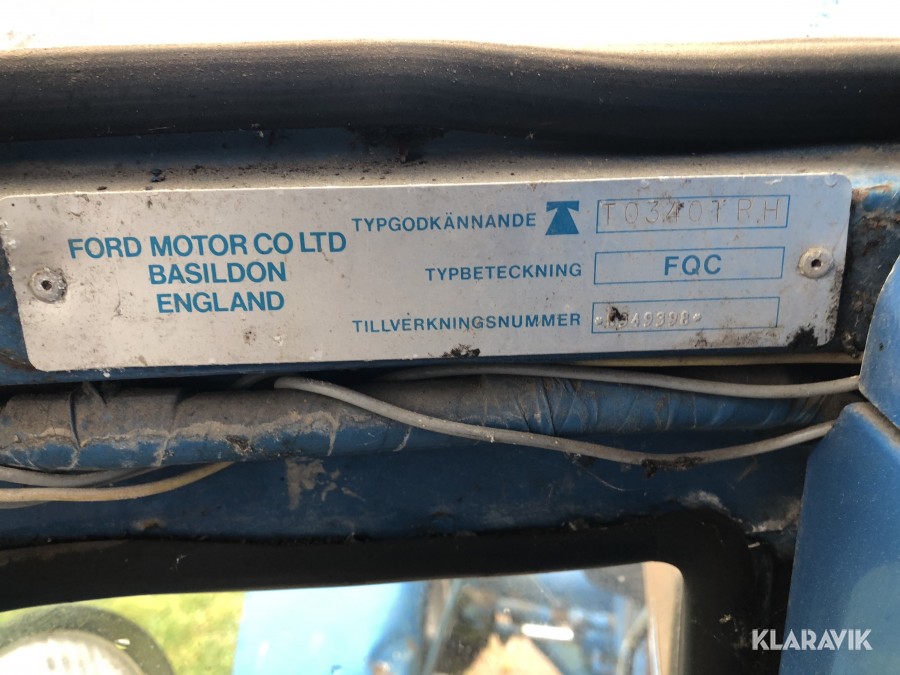 FORD MOTOR CO LTD
BASILDON
ENGLAND
TYPGODKÄNNANDE
TYPBETECKNING FQC
TILLVERKNINGSNUMMER
KLARAVIK